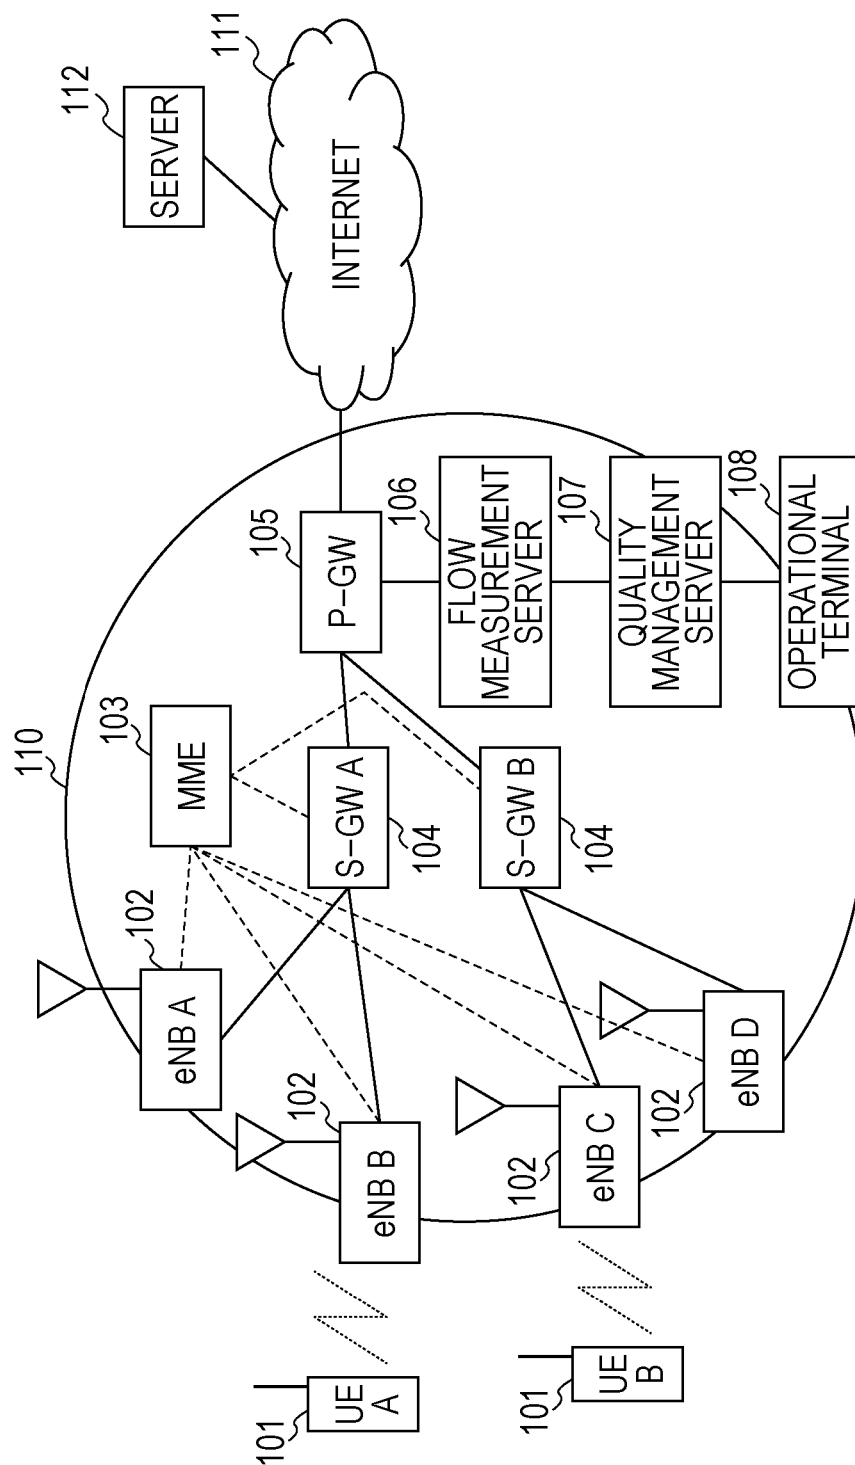 112
SERVER
111
INTERNET
110
103
MME
105
P-GW
106
FLOW
MEASUREMENT
SERVER
107
QUALITY
MANAGEMENT
SERVER
108
OPERATIONAL
TERMINAL
S-GW A
104
S-GW B
104
102
eNB A
102
eNB B
102
eNB C
102
eNB D
101
UE
A
101
UE
B